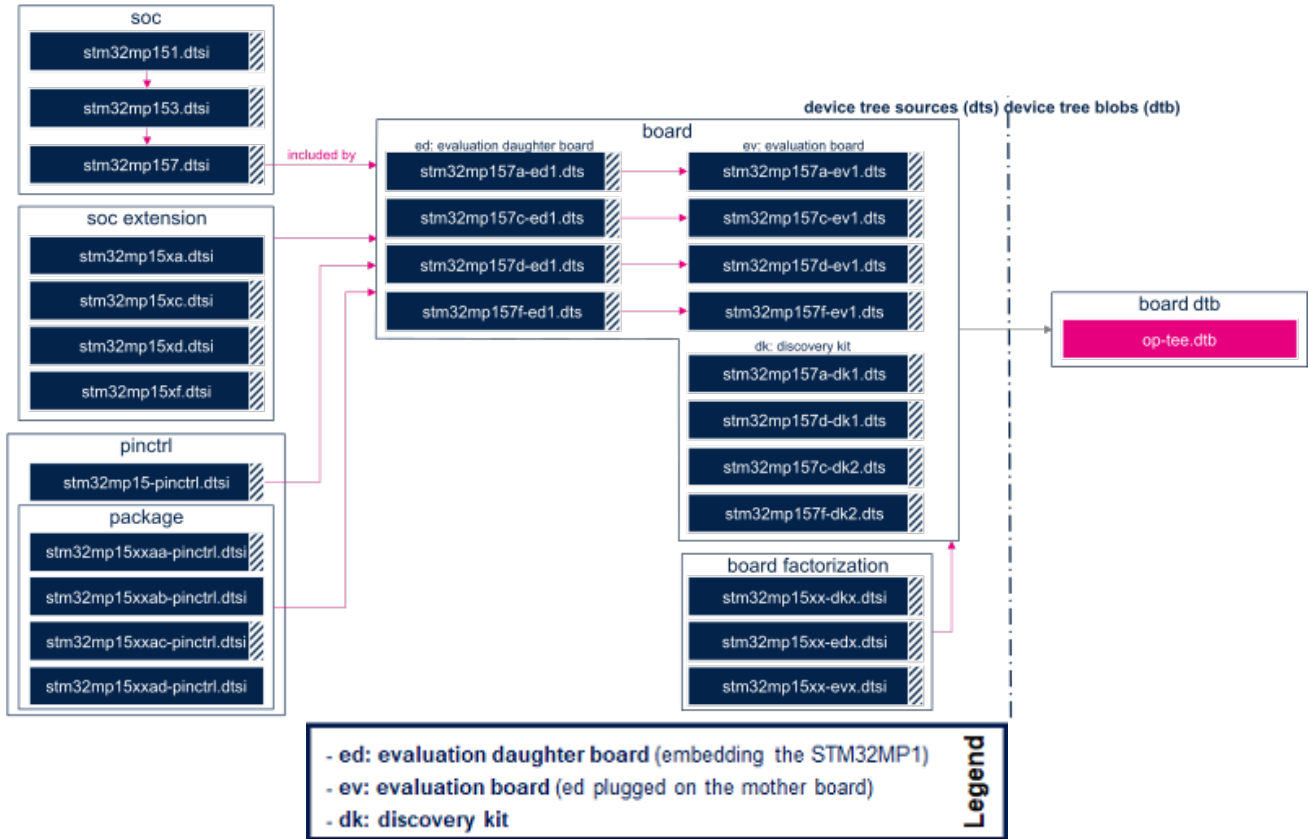 soc
stm32mp151.dtsi
stm32mp153.dtsi
stm32mp157.dtsi
included by
soc extension
stm32mp15xa.dtsi
stm32mp15xc.dtsi
stm32mp15xd.dtsi
stm32mp15xf.dtsi
pinctrl
stm32mp15-pinctrl.dtsi
package
stm32mp15xxaa-pinctrl.dtsi
stm32mp15xxab-pinctrl.dtsi
stm32mp15xxac-pinctrl.dtsi
stm32mp15xxad-pinctrl.dtsi
device tree sources (dts) device tree blobs (dtb)
board
ed: evaluation daughter board
stm32mp157a-ed1.dts
stm32mp157c-ed1.dts
stm32mp157d-ed1.dts
stm32mp157f-ed1.dts
ev: evaluation board
stm32mp157a-ev1.dts
stm32mp157c-ev1.dts
stm32mp157d-ev1.dts
stm32mp157f-ev1.dts
dk: discovery kit
stm32mp157a-dk1.dts
stm32mp157d-dk1.dts
stm32mp157c-dk2.dts
stm32mp157f-dk2.dts
board factorization
stm32mp15xx-dkx.dtsi
stm32mp15xx-edx.dtsi
stm32mp15xx-evx.dtsi
board dtb
op-tee.dtb
- ed: evaluation daughter board (embedding the STM32MP1)
- ev: evaluation board (ed plugged on the mother board)
- dk: discovery kit
Legend